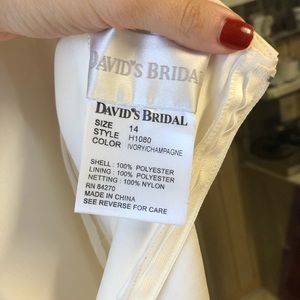 DAVID'S BRIDAL
DAVID'S BRIDAL
SIZE 14
STYLE H1080
COLOR IVORY/CHAMPAGNE
SHELL : 100% POLYESTER
LINING : 100% POLYESTER
NETTING : 100% NYLON
RN 84270
MADE IN CHINA
SEE REVERSE FOR CARE